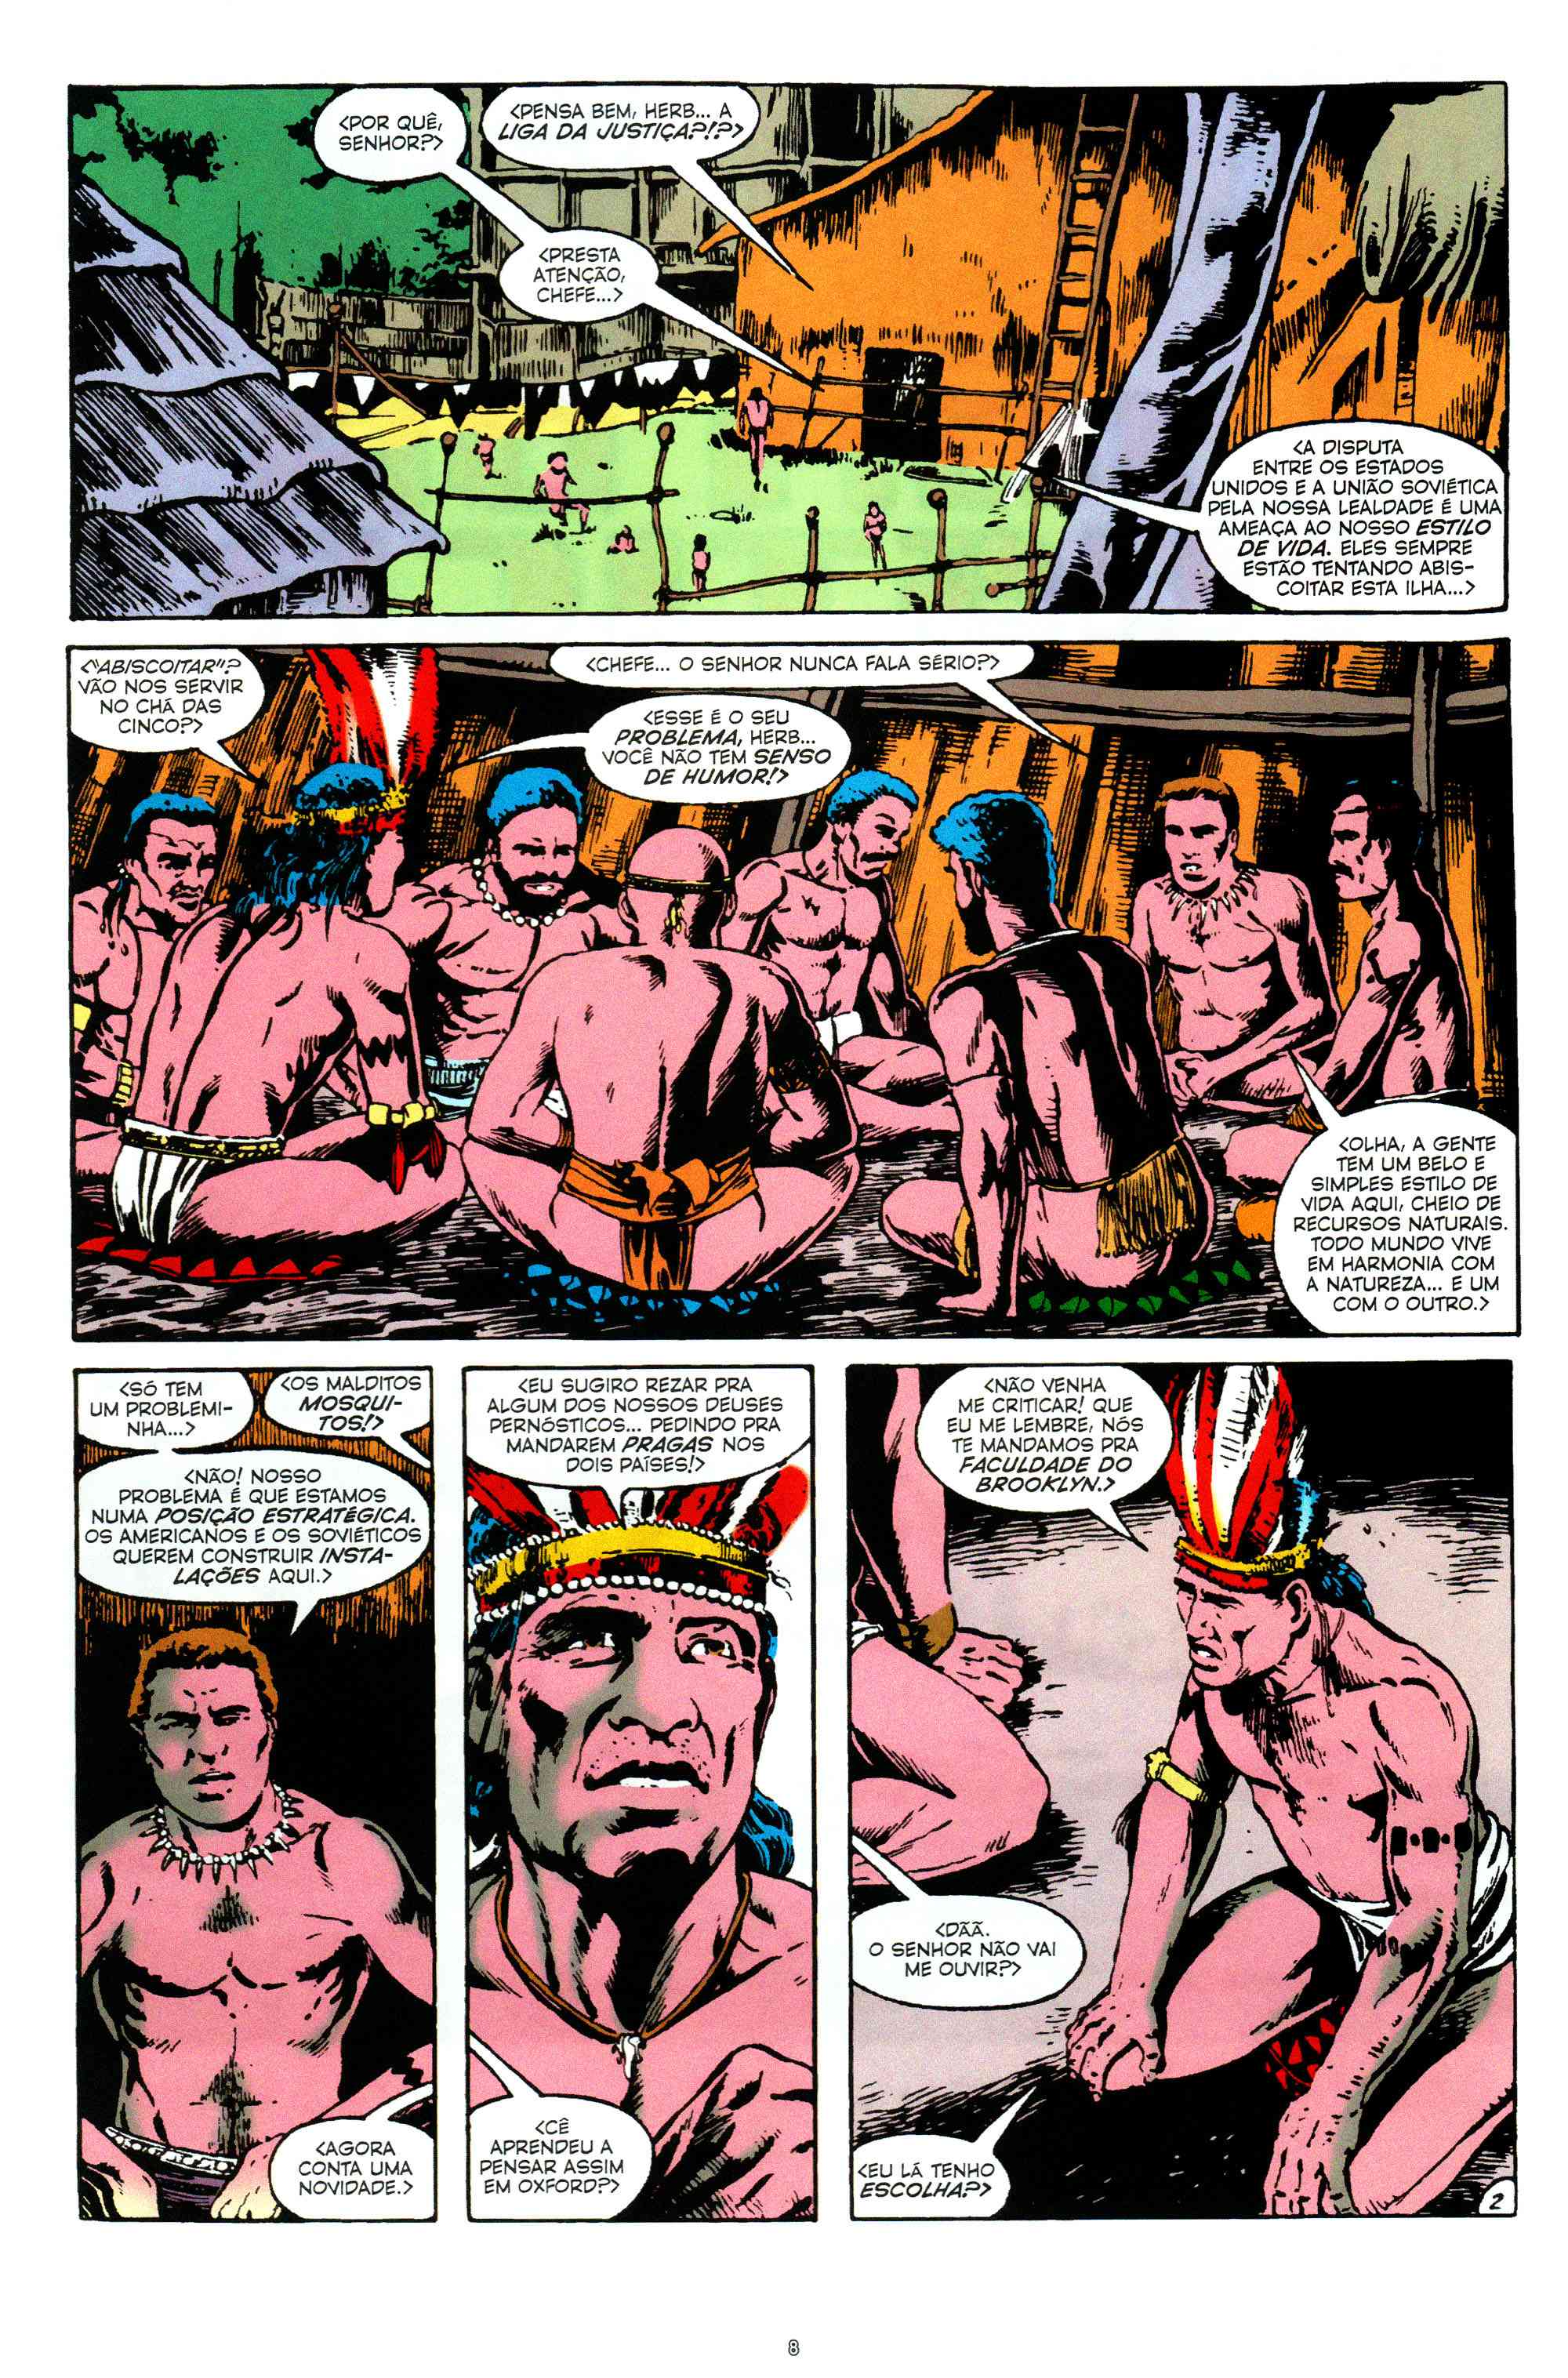 <PENSA BEM, HERB... A
LIGA DA JUSTIÇA?!?>
<POR QUÊ,
SENHOR?>
<PRESTA
ATENÇÃO,
CHEFE...>
<A DISPUTA
ENTRE OS ESTADOS
UNIDOS E A UNIÃO SOVIÉTICA
PELA NOSSA LEALDADE É UMA
AMEAÇA AO NOSSO ESTILO
DE VIDA. ELES SEMPRE
ESTÃO TENTANDO ABIS-
COITAR ESTA ILHA...>
<"ABISCOITAR"?
VÃO NOS SERVIR
NO CHÁ DAS
CINCO?>
<CHEFE... O SENHOR NUNCA FALA SÉRIO?>
<ESSE É O SEU
PROBLEMA, HERB...
VOCÊ NÃO TEM SENSO
DE HUMOR!>
<OLHA, A GENTE
TEM UM BELO E
SIMPLES ESTILO DE
VIDA AQUI, CHEIO DE
RECURSOS NATURAIS.
TODO MUNDO VIVE
EM HARMONIA COM
A NATUREZA... E UM
COM O OUTRO.>
<SÓ TEM
UM PROBLEMI-
NHA...>
<OS MALDITOS
MOSQUI-
TOS!>
<NÃO! NOSSO
PROBLEMA É QUE ESTAMOS
NUMA POSIÇÃO ESTRATÉGICA.
OS AMERICANOS E OS SOVIÉTICOS
QUEREM CONSTRUIR INSTA-
LAÇÕES AQUI.>
<AGORA
CONTA UMA
NOVIDADE.>
<EU SUGIRO REZAR PRA
ALGUM DOS NOSSOS DEUSES
PERNÓSTICOS... PEDINDO PRA
MANDAREM PRAGAS NOS
DOIS PAÍSES!>
<CÊ
APRENDEU A
PENSAR ASSIM
EM OXFORD?>
<NÃO VENHA
ME CRITICAR! QUE
EU ME LEMBRE, NÓS
TE MANDAMOS PRA
FACULDADE DO
BROOKLYN.>
<DÃÃ.
O SENHOR NÃO VAI
ME OUVIR?>
<EU LÁ TENHO
ESCOLHA?>
2
8